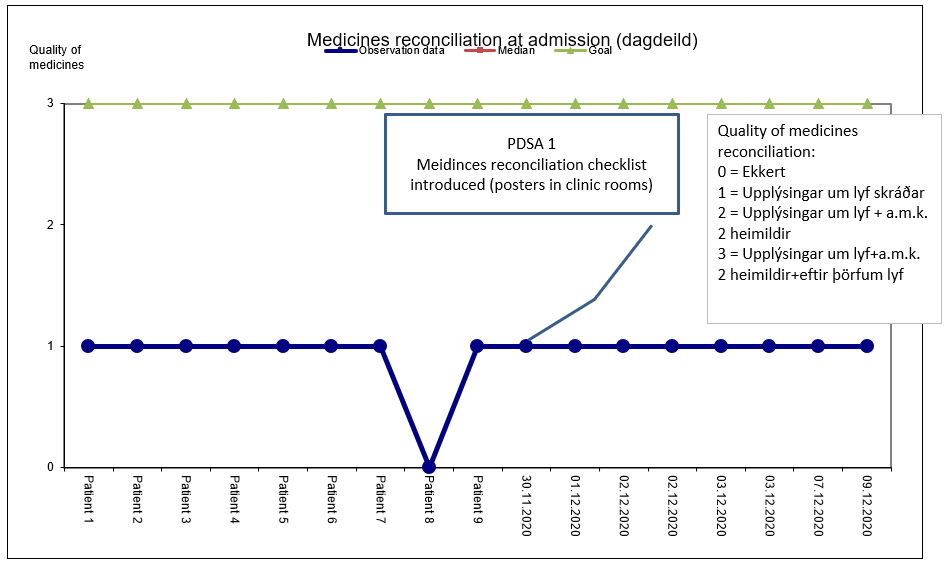 Medicines reconciliation at admission (dagdeild)
Observation data
Median
Goal
Quality of
medicines
3
2
1
0
PDSA 1
Meidinces reconciliation checklist
introduced (posters in clinic rooms)
Quality of medicines
reconciliation:
0 = Ekkert
1 = Upplýsingar um lyf skráðar
2 = Upplýsingar um lyf + a.m.k.
2 heimildir
3 = Upplýsingar um lyf+a.m.k.
2 heimildir+eftir þörfum lyf
Patient 1
Patient 2
Patient 3
Patient 4
Patient 5
Patient 6
Patient 7
Patient 8
Patient 9
30.11.2020
01.12.2020
02.12.2020
02.12.2020
03.12.2020
03.12.2020
07.12.2020
09.12.2020